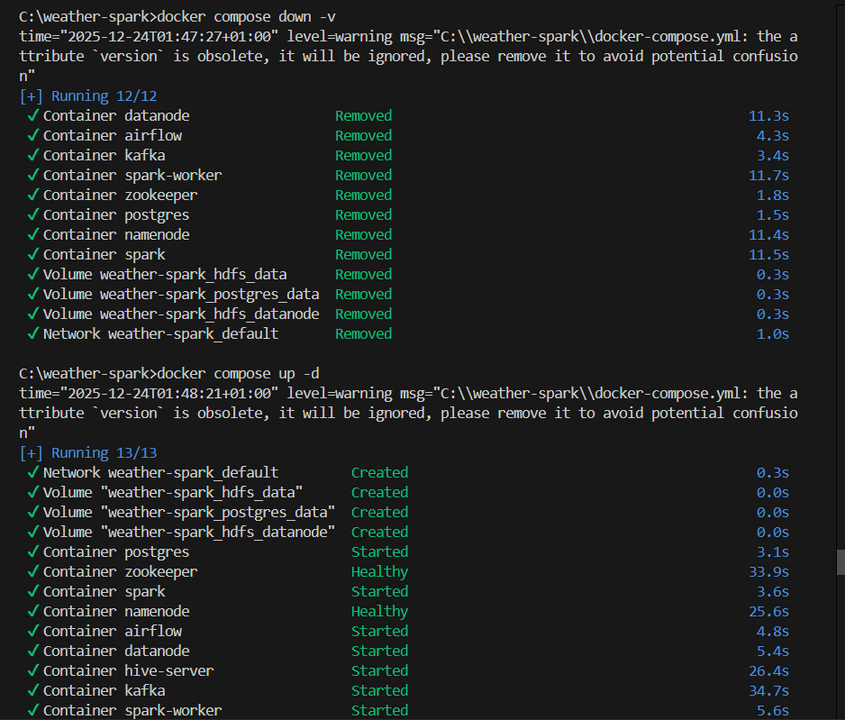 C:\weather-spark>docker compose down -v
time="2025-12-24T01:47:27+01:00" level=warning msg="C:\\weather-spark\\docker-compose.yml: the a
ttribute `version` is obsolete, it will be ignored, please remove it to avoid potential confusio
n"
[+] Running 12/12
✓ Container datanode Removed 11.3s
✓ Container airflow Removed 4.3s
✓ Container kafka Removed 3.4s
✓ Container spark-worker Removed 11.7s
✓ Container zookeeper Removed 1.8s
✓ Container postgres Removed 1.5s
✓ Container namenode Removed 11.4s
✓ Container spark Removed 11.5s
✓ Volume weather-spark_hdfs_data Removed 0.3s
✓ Volume weather-spark_postgres_data Removed 0.3s
✓ Volume weather-spark_hdfs_datanode Removed 0.3s
✓ Network weather-spark_default Removed 1.0s
C:\weather-spark>docker compose up -d
time="2025-12-24T01:48:21+01:00" level=warning msg="C:\\weather-spark\\docker-compose.yml: the a
ttribute `version` is obsolete, it will be ignored, please remove it to avoid potential confusio
n"
[+] Running 13/13
✓ Network weather-spark_default Created 0.3s
✓ Volume "weather-spark_hdfs_data" Created 0.0s
✓ Volume "weather-spark_postgres_data" Created 0.0s
✓ Volume "weather-spark_hdfs_datanode" Created 0.0s
✓ Container postgres Started 3.1s
✓ Container zookeeper Healthy 33.9s
✓ Container spark Started 3.6s
✓ Container namenode Healthy 25.6s
✓ Container airflow Started 4.8s
✓ Container datanode Started 5.4s
✓ Container hive-server Started 26.4s
✓ Container kafka Started 34.7s
✓ Container spark-worker Started 5.6s